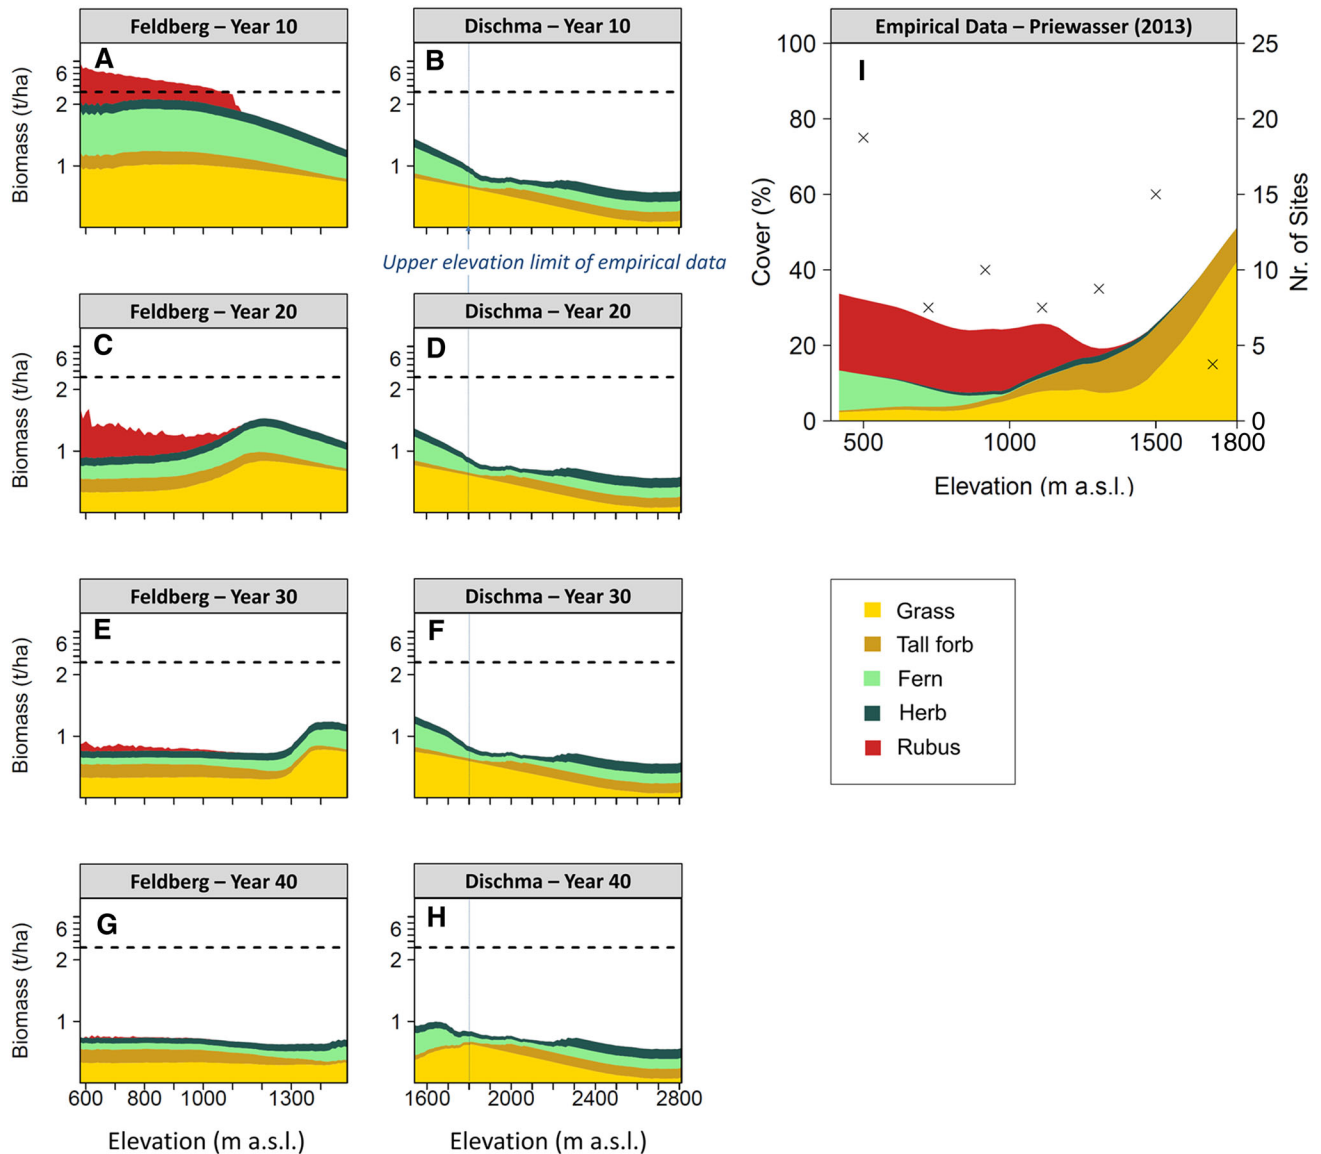 Feldberg – Year 10
Dischma – Year 10
Empirical Data – Priewasser (2013)
A
B
I
Biomass (t/ha)
6
2
1
6
2
1
Cover (%)
100
80
60
40
20
0
25
20
15
10
5
0
Nr. of Sites
500
1000
1500
1800
Elevation (m a.s.l.)
Upper elevation limit of empirical data
Feldberg – Year 20
Dischma – Year 20
C
D
Biomass (t/ha)
6
2
1
6
2
1
Feldberg – Year 30
Dischma – Year 30
E
F
Biomass (t/ha)
6
2
1
6
2
1
Grass
Tall forb
Fern
Herb
Rubus
Feldberg – Year 40
Dischma – Year 40
G
H
Biomass (t/ha)
6
2
1
6
2
1
600
800
1000
1300
1600
2000
2400
2800
Elevation (m a.s.l.)
Elevation (m a.s.l.)